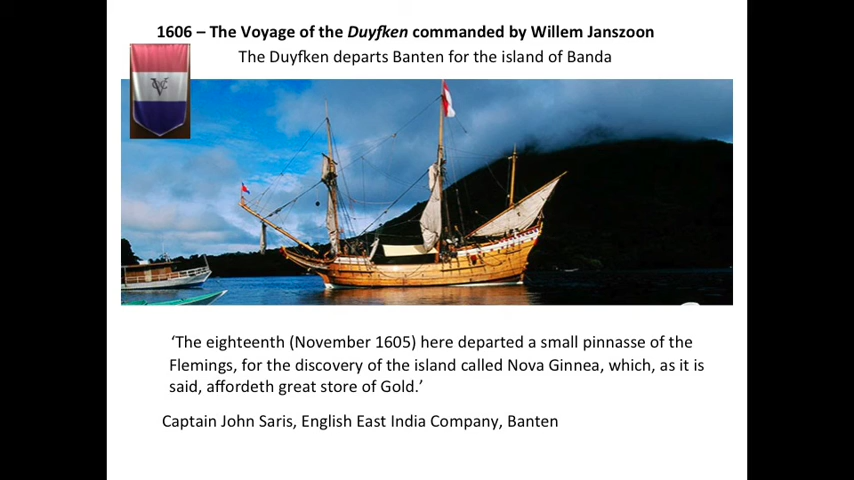 1606 – The Voyage of the Duyfken commanded by Willem Janszoon
The Duyfken departs Banten for the island of Banda
‘The eighteenth (November 1605) here departed a small pinnasse of the
Flemings, for the discovery of the island called Nova Ginnea, which, as it is
said, affordeth great store of Gold.’
Captain John Saris, English East India Company, Banten